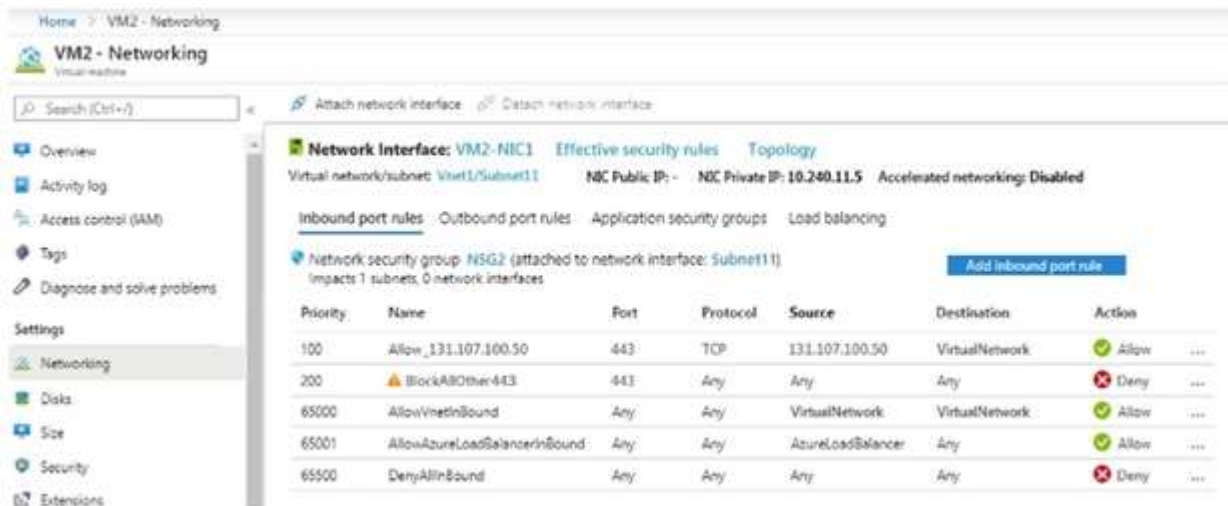 Home > VM2 - Networking
VM2 - Networking
Virtual machine
Search (Ctrl+/)
«
Attach network interface Detach network interface
Overview
Activity log
Access control (IAM)
Tags
Diagnose and solve problems
Settings
Networking
Disks
Size
Security
Extensions
Network Interface: VM2-NIC1 Effective security rules Topology
Virtual network/subnet: Vnet1/Subnet11 NIC Public IP: - NIC Private IP: 10.240.11.5 Accelerated networking: Disabled
Inbound port rules Outbound port rules Application security groups Load balancing
Network security group NSG2 (attached to network interface: Subnet11)
Impacts 1 subnets, 0 network interfaces
Add inbound port rule
Priority Name Port Protocol Source Destination Action
100 Allow_131.107.100.50 443 TCP 131.107.100.50 VirtualNetwork Allow ...
200 BlockAllOther443 443 Any Any Any Deny ...
65000 AllowVnetInBound Any Any VirtualNetwork VirtualNetwork Allow ...
65001 AllowAzureLoadBalancerInBound Any Any AzureLoadBalancer Any Allow ...
65500 DenyAllInBound Any Any Any Any Deny ...